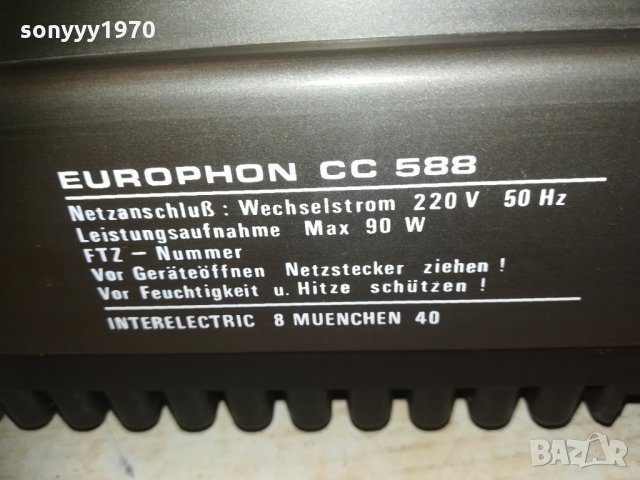 sonyyy1970
EUROPHON CC 588
Netzanschluß : Wechselstrom 220 V 50 Hz
Leistungsaufnahme Max 90 W
FTZ – Nummer
Vor Geräteöffnen Netzstecker ziehen !
Vor Feuchtigkeit u. Hitze schützen !
INTERELECTRIC 8 MUENCHEN 40
BAZAR